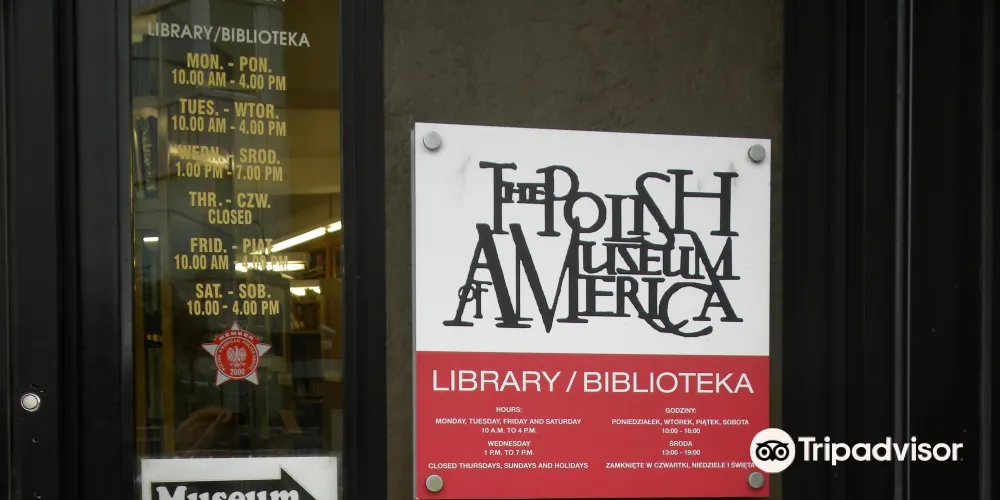 LIBRARY/BIBLIOTEKA
MON. - PON.
10.00 AM - 4.00 PM
TUES. - WTOR.
10.00 AM - 4.00 PM
WEDN. - SROD.
1.00 PM - 7.00 PM
THR. - CZW.
CLOSED
FRID. - PIAT.
10.00 AM - 4.00 PM
SAT. - SOB.
10.00 - 4.00 PM
MEMBER
2000
Museum
THE POLISH
MUSEUM
OF AMERICA
LIBRARY / BIBLIOTEKA
HOURS:
MONDAY, TUESDAY, FRIDAY AND SATURDAY
10 A.M. TO 4 P.M.
WEDNESDAY
1 P.M. TO 7 P.M.
CLOSED THURSDAYS, SUNDAYS AND HOLIDAYS
GODZINY:
PONIEDZIAŁEK, WTOREK, PIĄTEK, SOBOTA
10:00 - 16:00
ŚRODA
13:00 - 19:00
ZAMKNIĘTE W CZWARTKI, NIEDZIELE I ŚWIĘTA
Tripadvisor